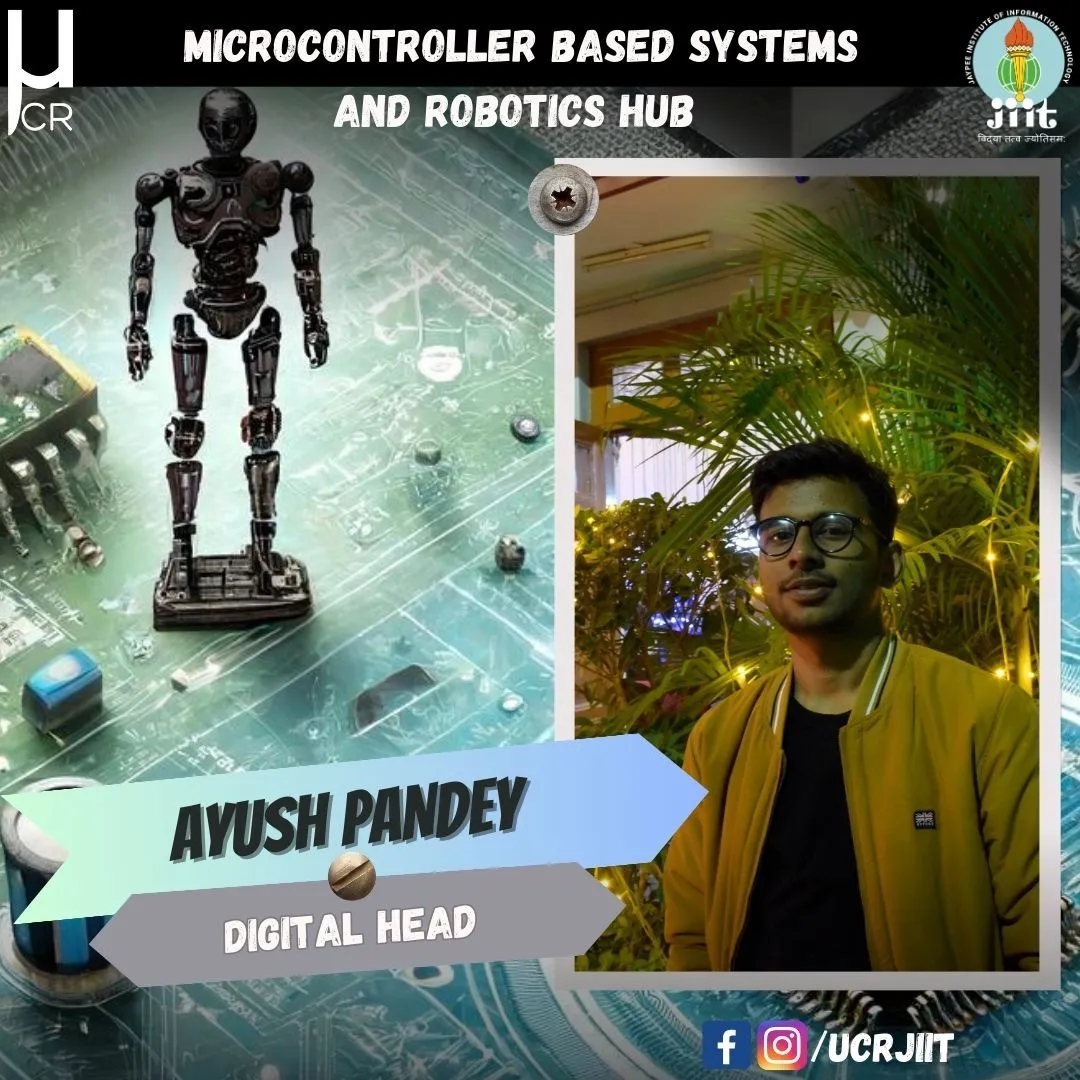 μ
CR
MICROCONTROLLER BASED SYSTEMS
AND ROBOTICS HUB
JAYPEE INSTITUTE OF INFORMATION TECHNOLOGY
jiit
विद्या तत्व ज्योतिसमः
AYUSH PANDEY
DIGITAL HEAD
f /UCRJIIT